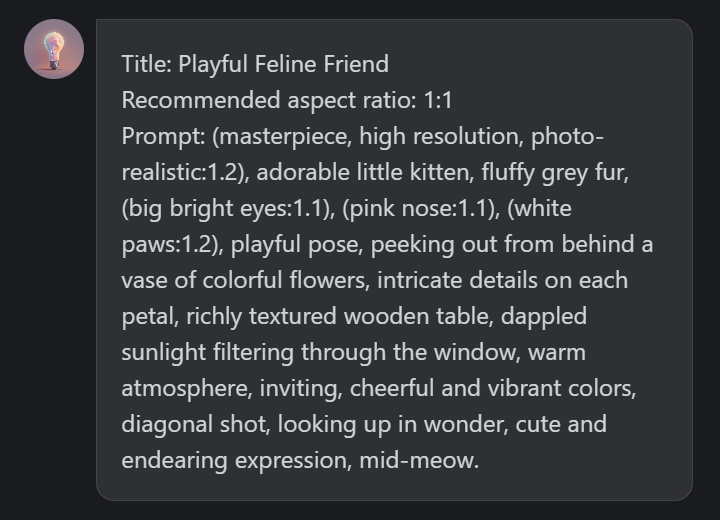 Title: Playful Feline Friend
Recommended aspect ratio: 1:1
Prompt: (masterpiece, high resolution, photo-
realistic:1.2), adorable little kitten, fluffy grey fur,
(big bright eyes:1.1), (pink nose:1.1), (white
paws:1.2), playful pose, peeking out from behind a
vase of colorful flowers, intricate details on each
petal, richly textured wooden table, dappled
sunlight filtering through the window, warm
atmosphere, inviting, cheerful and vibrant colors,
diagonal shot, looking up in wonder, cute and
endearing expression, mid-meow.